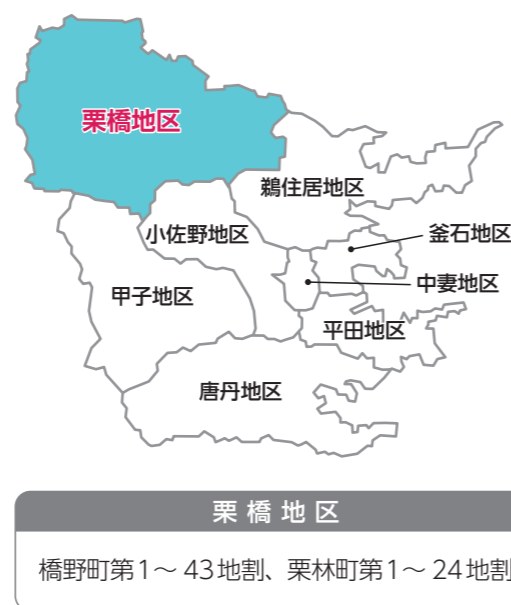 栗橋地区
鵜住居地区
小佐野地区
釜石地区
中妻地区
甲子地区
平田地区
唐丹地区
栗橋地区
橋野町第1～43地割、栗林町第1～24地割